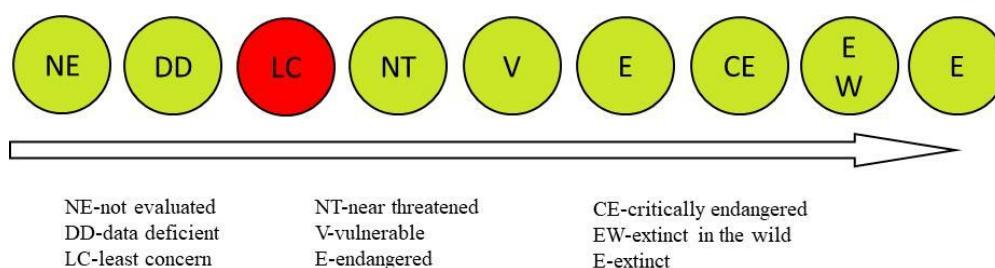 NE DD LC NT V E CE E W E
NE-not evaluated
DD-data deficient
LC-least concern
NT-near threatened
V-vulnerable
E-endangered
CE-critically endangered
EW-extinct in the wild
E-extinct